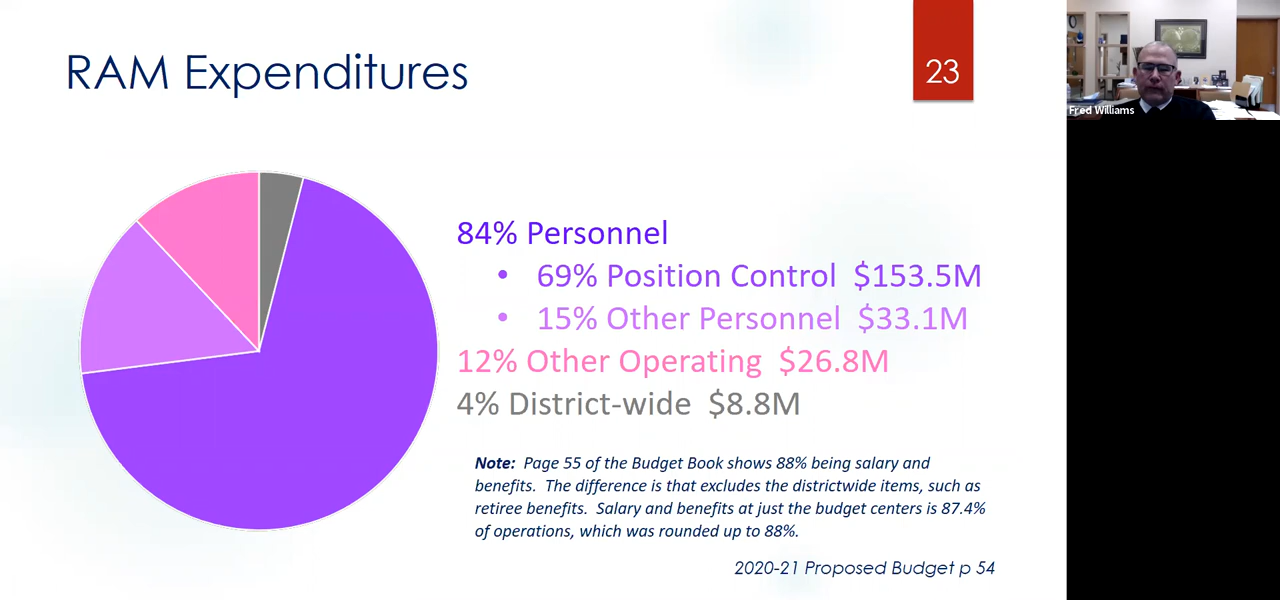 RAM Expenditures
23
Fred Williams
84% Personnel
• 69% Position Control $153.5M
• 15% Other Personnel $33.1M
12% Other Operating $26.8M
4% District-wide $8.8M
Note: Page 55 of the Budget Book shows 88% being salary and
benefits. The difference is that excludes the districtwide items, such as
retiree benefits. Salary and benefits at just the budget centers is 87.4%
of operations, which was rounded up to 88%.
2020-21 Proposed Budget p 54